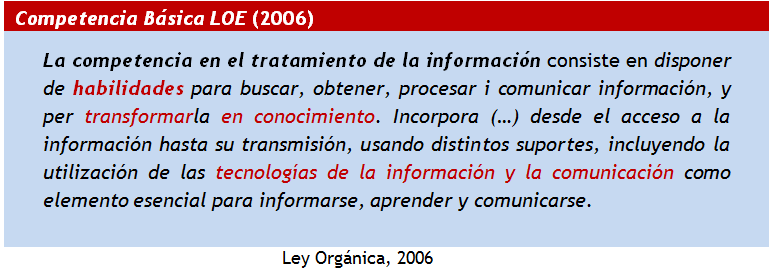 Competencia Básica LOE (2006)
La competencia en el tratamiento de la información consiste en disponer
de habilidades para buscar, obtener, procesar i comunicar información, y
per transformarla en conocimiento. Incorpora (…) desde el acceso a la
información hasta su transmisión, usando distintos suportes, incluyendo la
utilización de las tecnologías de la información y la comunicación como
elemento esencial para informarse, aprender y comunicarse.
Ley Orgánica, 2006